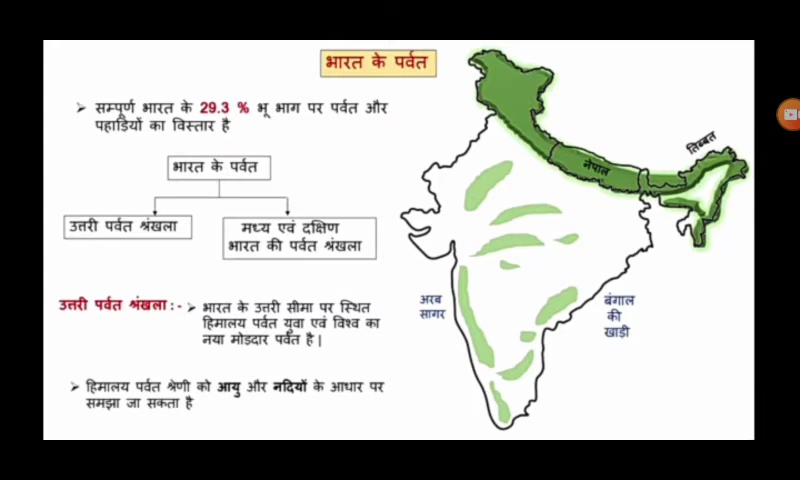 भारत के पर्वत
➢ सम्पूर्ण भारत के 29.3 % भू भाग पर पर्वत और
पहाड़ियों का विस्तार है
भारत के पर्वत
उत्तरी पर्वत श्रंखला
मध्य एवं दक्षिण
भारत की पर्वत श्रंखला
उत्तरी पर्वत श्रंखला :- ➢ भारत के उत्तरी सीमा पर स्थित
हिमालय पर्वत युवा एवं विश्व का
नया मोड़दार पर्वत है |
➢ हिमालय पर्वत श्रेणी को आयु और नदियों के आधार पर
समझा जा सकता है
नेपाल
तिब्बत
अरब
सागर
बंगाल
की
खाड़ी